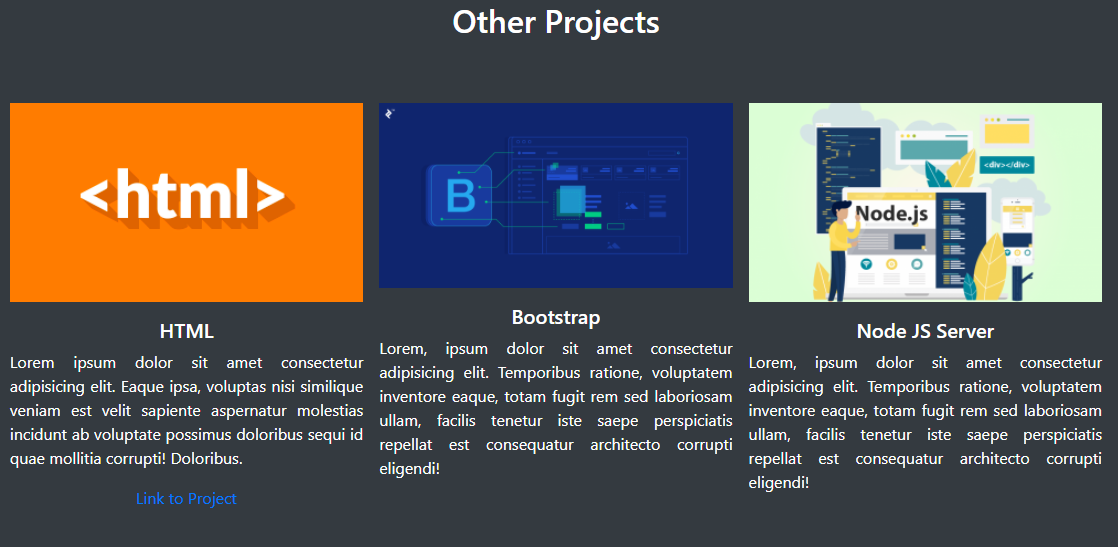 Other Projects
<html>
B
Node.js
<div></div>
HTML
Lorem ipsum dolor sit amet consectetur
adipisicing elit. Eaque ipsa, voluptas nisi similique
veniam est velit sapiente aspernatur molestias
incidunt ab voluptate possimus doloribus sequi id
quae mollitia corrupti! Doloribus.
Link to Project
Bootstrap
Lorem, ipsum dolor sit amet consectetur
adipisicing elit. Temporibus ratione, voluptatem
inventore eaque, totam fugit rem sed laboriosam
ullam, facilis tenetur iste saepe perspiciatis
repellat est consequatur architecto corrupti
eligendi!
Node JS Server
Lorem, ipsum dolor sit amet consectetur
adipisicing elit. Temporibus ratione, voluptatem
inventore eaque, totam fugit rem sed laboriosam
ullam, facilis tenetur iste saepe perspiciatis
repellat est consequatur architecto corrupti
eligendi!